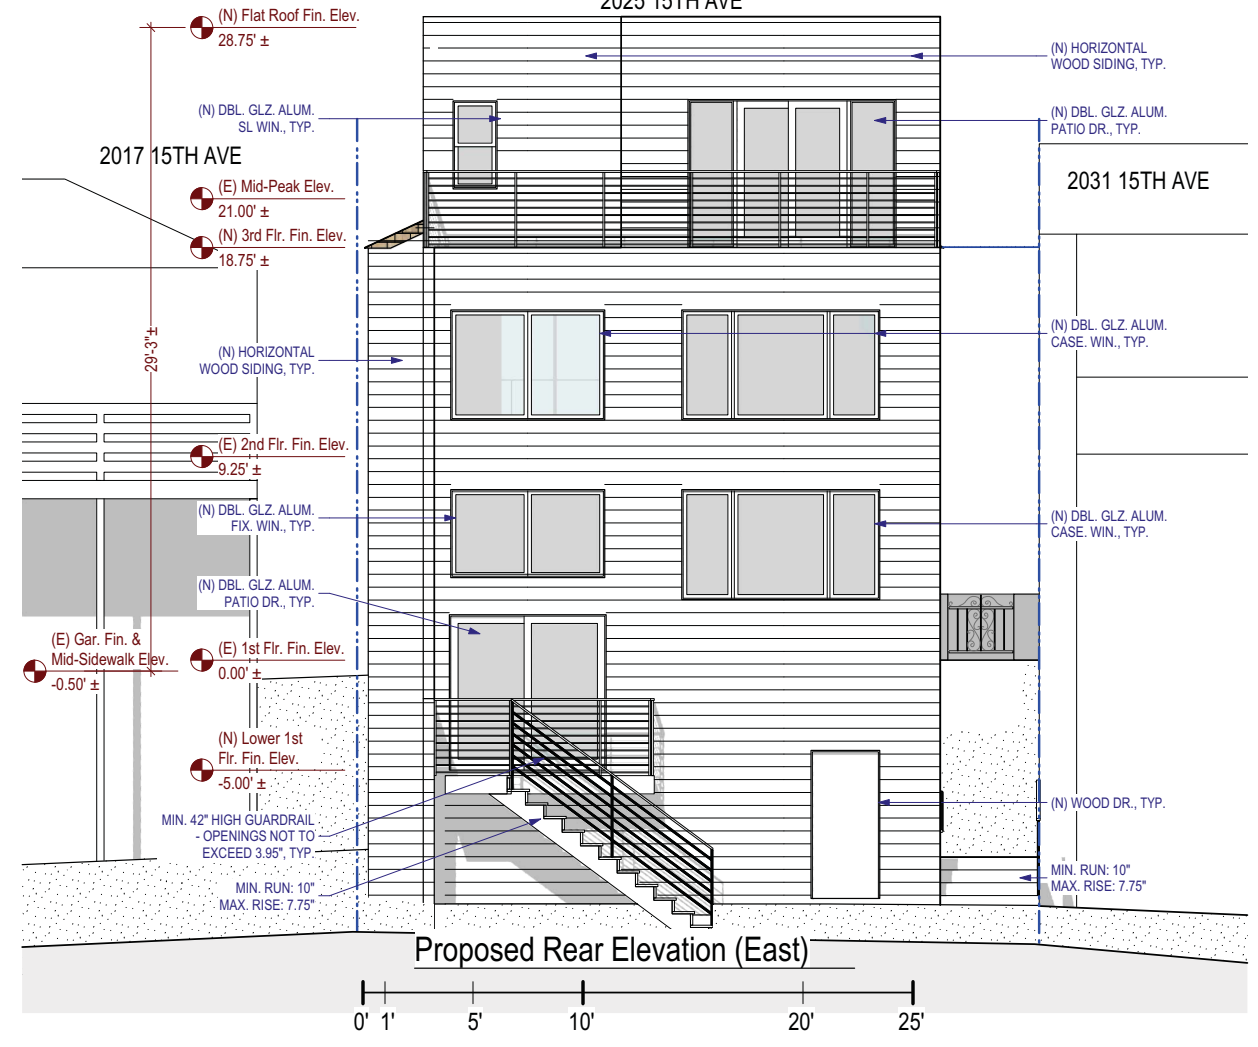 2025 15TH AVE
(N) Flat Roof Fin. Elev.
28.75' ±
(N) HORIZONTAL
WOOD SIDING, TYP.
(N) DBL. GLZ. ALUM.
SL WIN., TYP.
(N) DBL. GLZ. ALUM.
PATIO DR., TYP.
2017 15TH AVE
2031 15TH AVE
(E) Mid-Peak Elev.
21.00' ±
(N) 3rd Flr. Fin. Elev.
18.75' ±
29'-3"±
(N) HORIZONTAL
WOOD SIDING, TYP.
(N) DBL. GLZ. ALUM.
CASE. WIN., TYP.
(E) 2nd Flr. Fin. Elev.
9.25' ±
(N) DBL. GLZ. ALUM.
FIX. WIN., TYP.
(N) DBL. GLZ. ALUM.
CASE. WIN., TYP.
(N) DBL. GLZ. ALUM.
PATIO DR., TYP.
(E) Gar. Fin. &
Mid-Sidewalk Elev.
-0.50' ±
(E) 1st Flr. Fin. Elev.
0.00' ±
(N) Lower 1st
Flr. Fin. Elev.
-5.00' ±
MIN. 42" HIGH GUARDRAIL
- OPENINGS NOT TO
EXCEED 3.95", TYP.
(N) WOOD DR., TYP.
MIN. RUN: 10"
MAX. RISE: 7.75"
MIN. RUN: 10"
MAX. RISE: 7.75"
Proposed Rear Elevation (East)
0' 1' 5' 10' 20' 25'